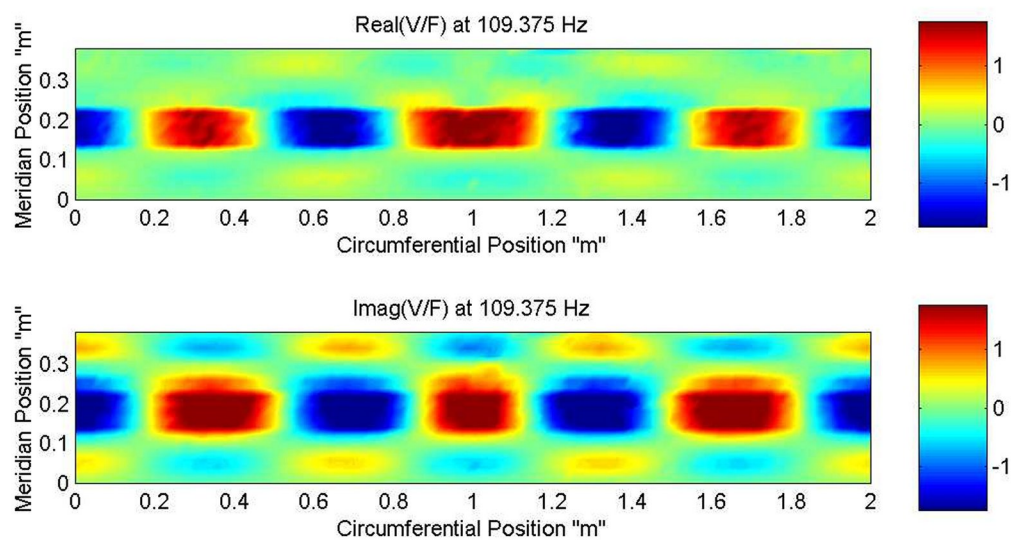 Real(V/F) at 109.375 Hz
Meridian Position "m"
0.3
0.2
0.1
0
0 0.2 0.4 0.6 0.8 1 1.2 1.4 1.6 1.8 2
Circumferential Position "m"
1
0
-1
Imag(V/F) at 109.375 Hz
Meridian Position "m"
0.3
0.2
0.1
0
0 0.2 0.4 0.6 0.8 1 1.2 1.4 1.6 1.8 2
Circumferential Position "m"
1
0
-1